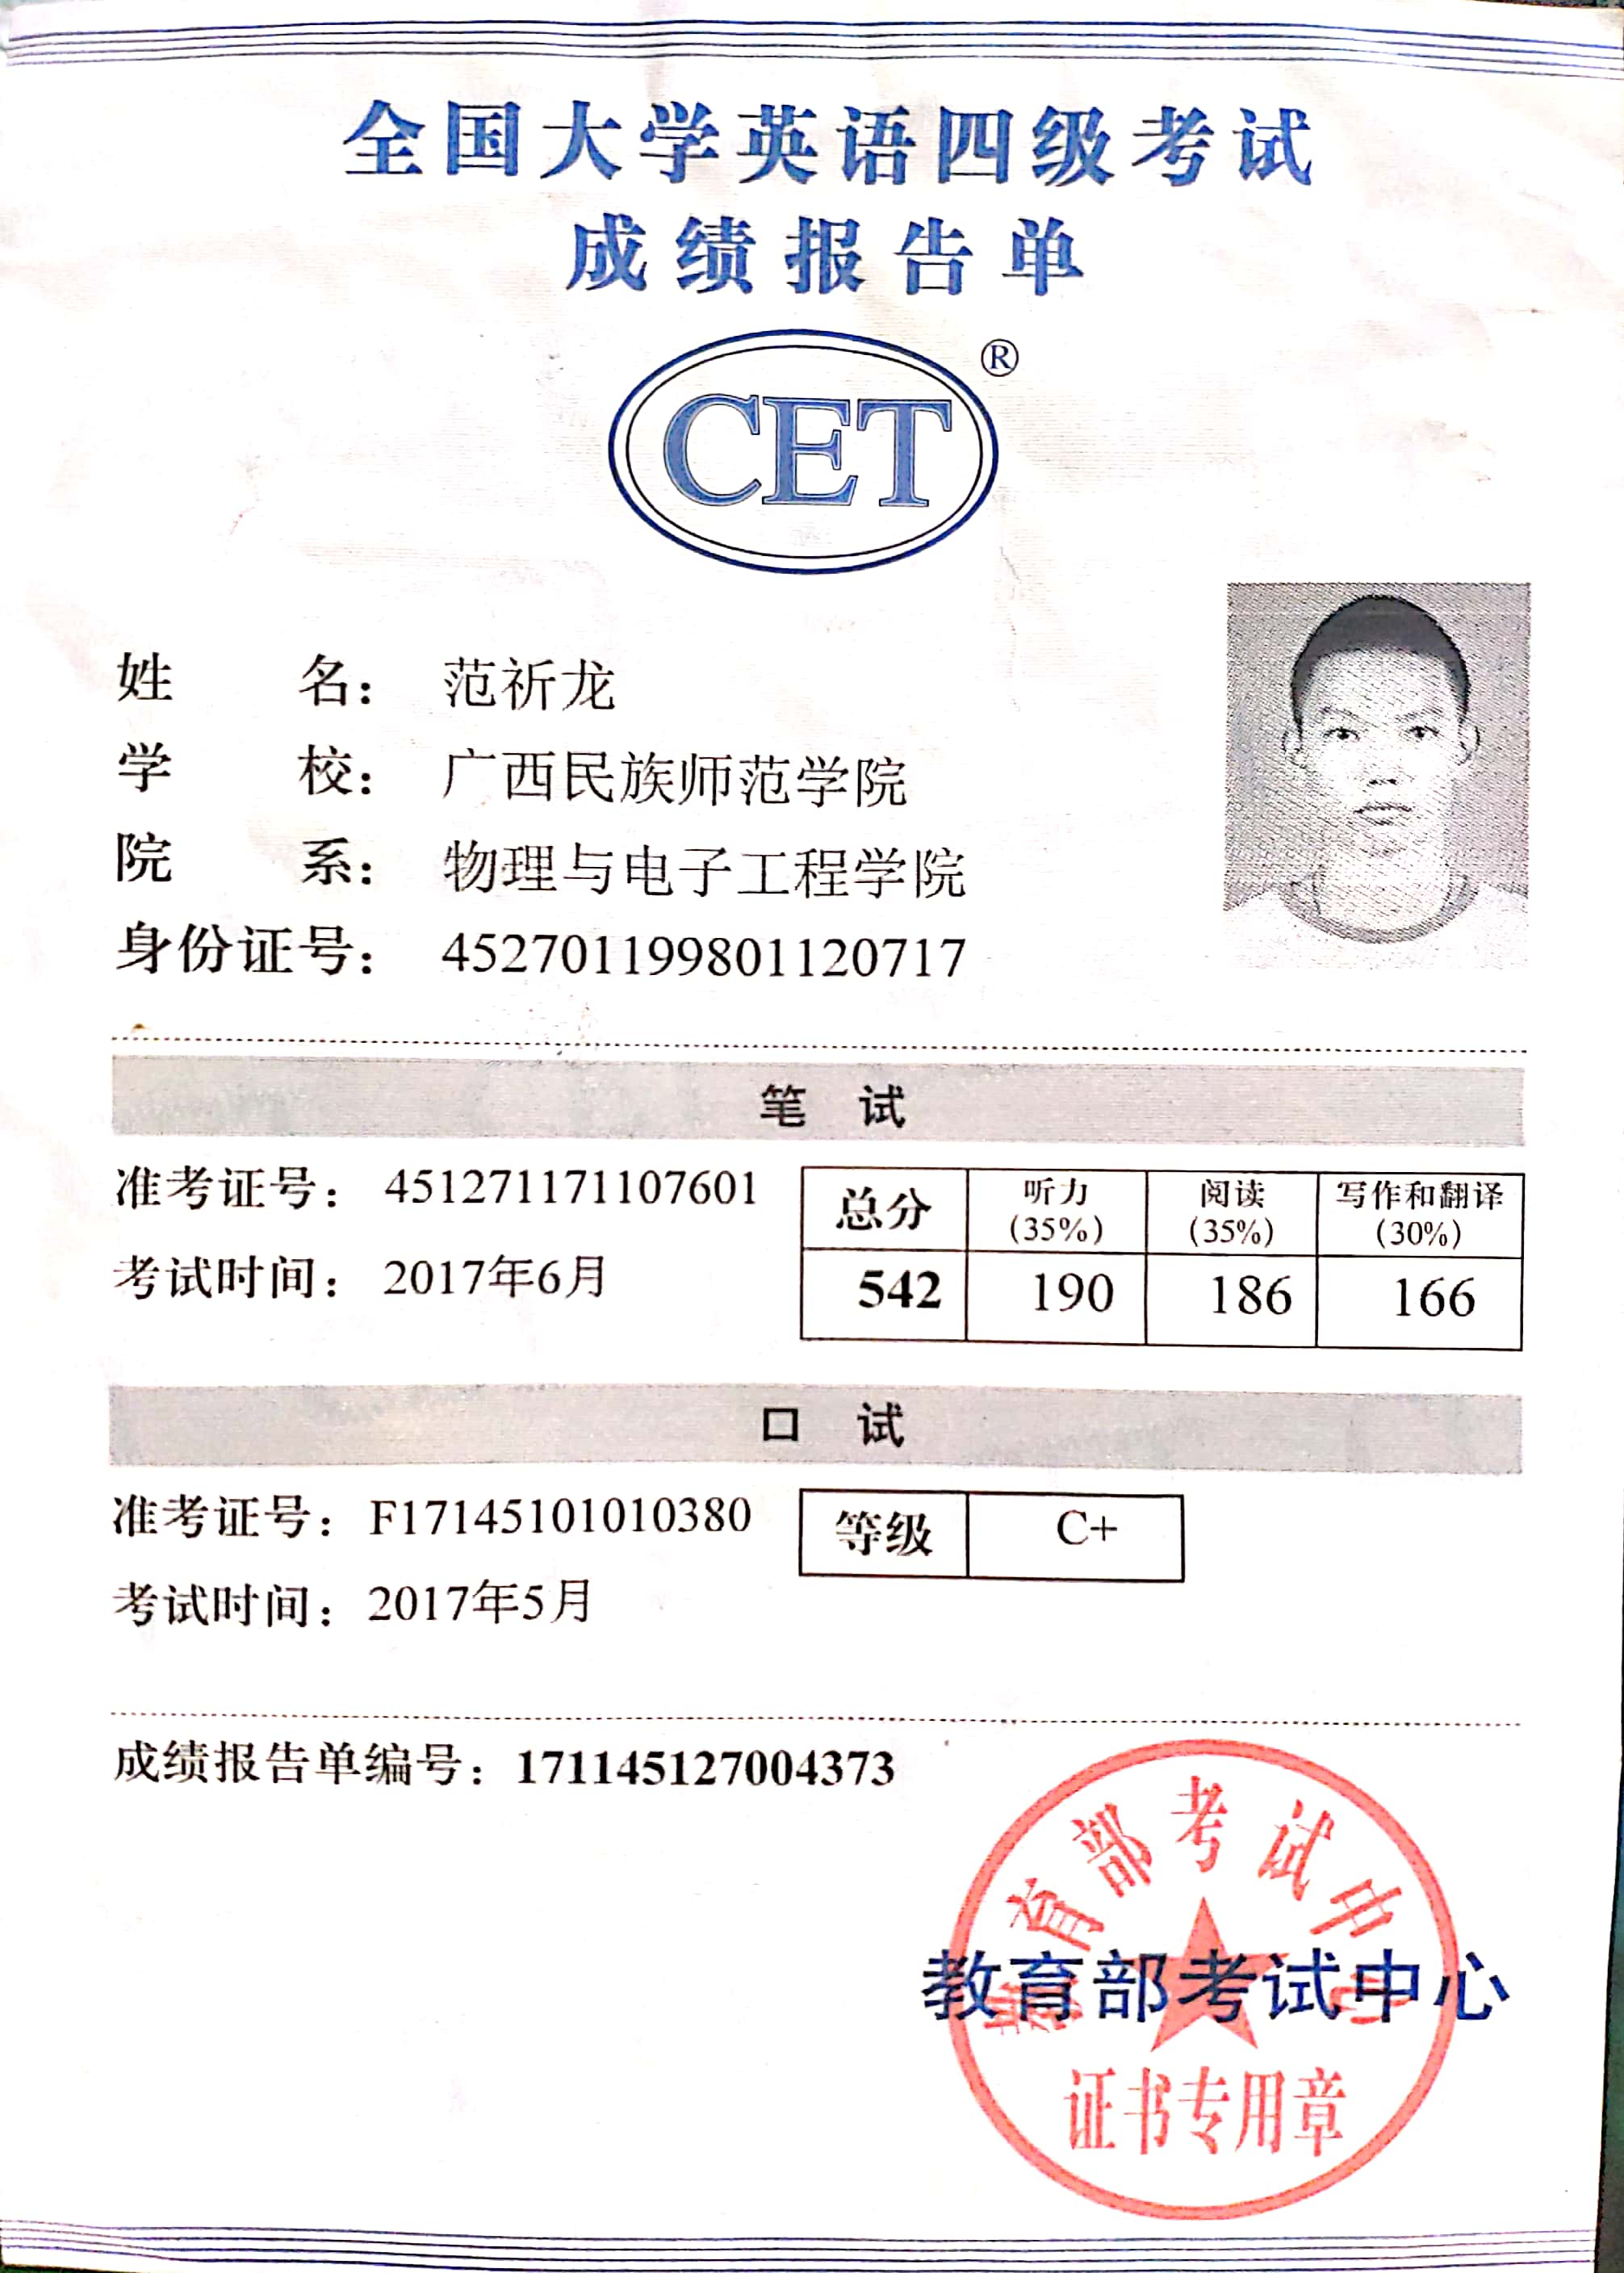 全国大学英语四级考试
成绩报告单
CET®
姓名：范祈龙
学校：广西民族师范学院
院系：物理与电子工程学院
身份证号：452701199801120717
笔试
准考证号：451271171107601
考试时间：2017年6月
总分 听力(35%) 阅读(35%) 写作和翻译(30%)
542 190 186 166
口试
准考证号：F17145101010380
考试时间：2017年5月
等级 C+
成绩报告单编号：171145127004373
教育部考试中心
教育部考试中心
证书专用章